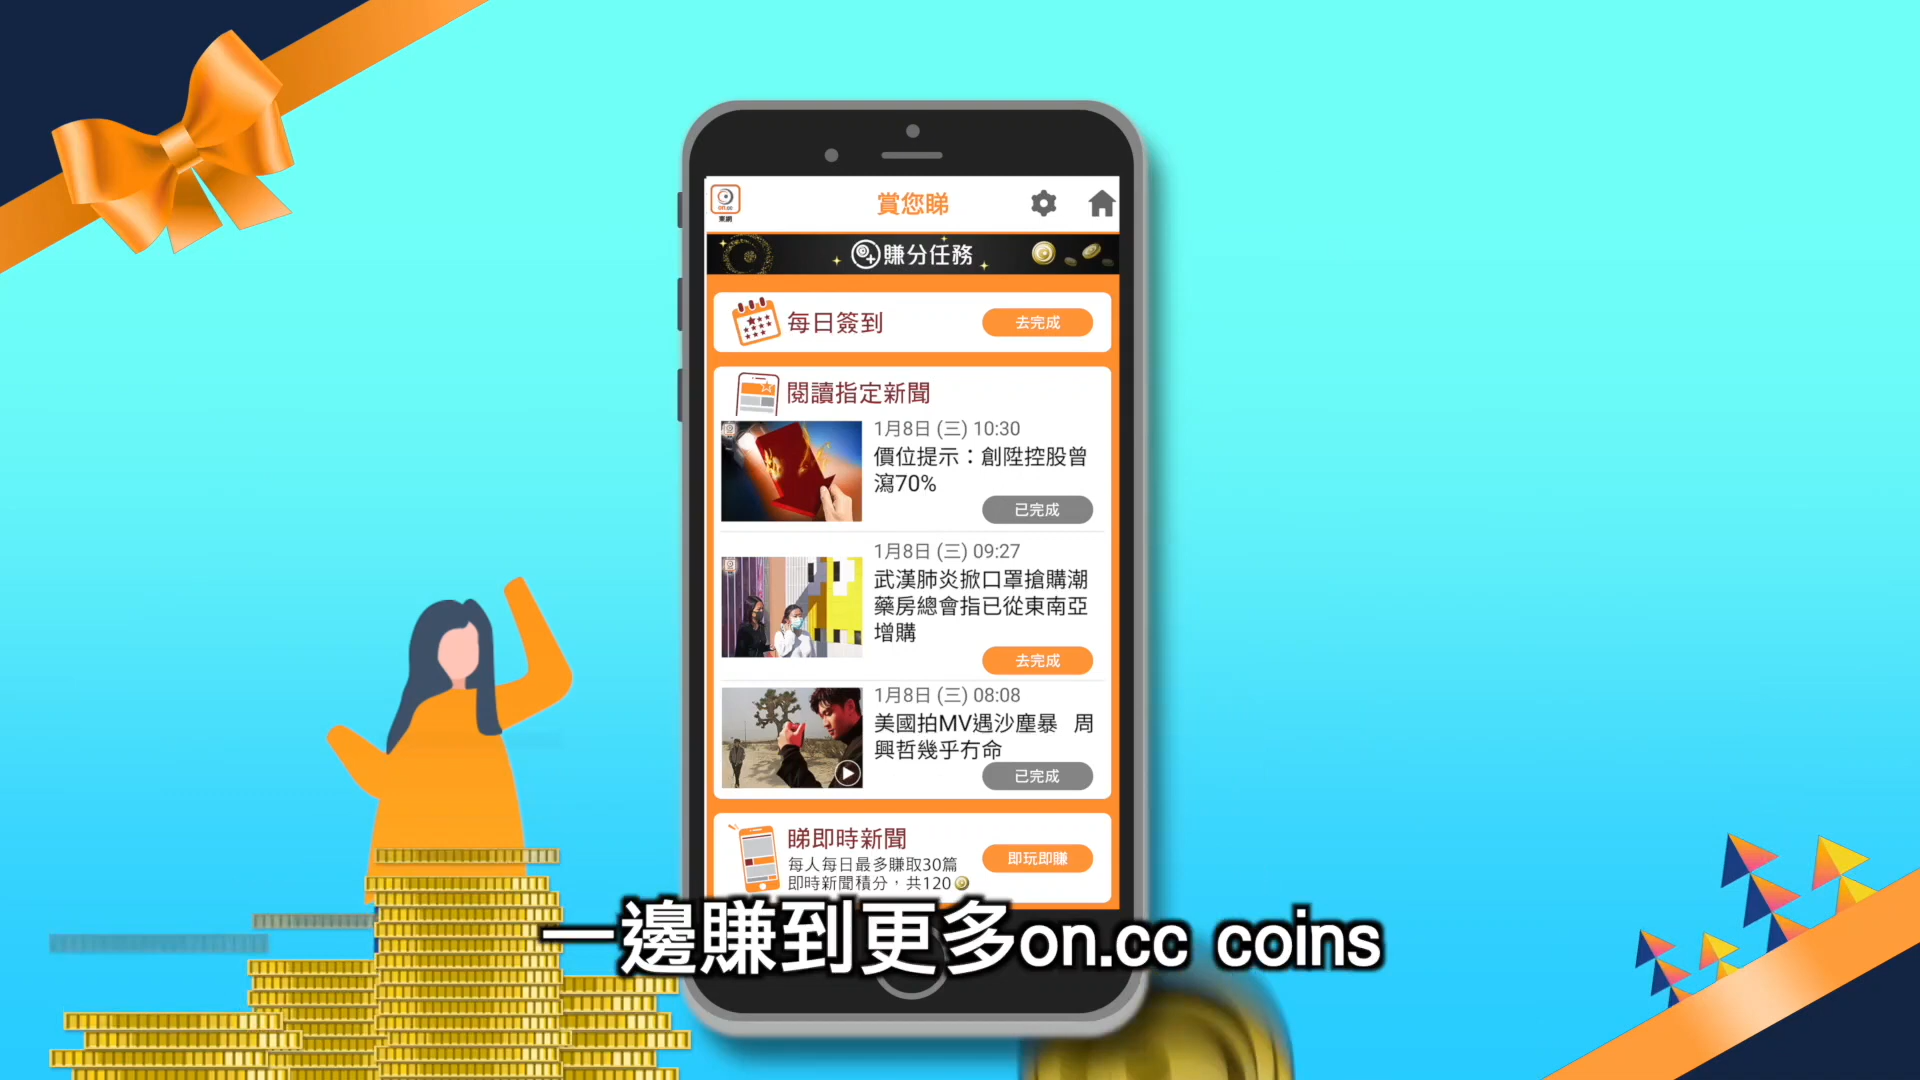 on.cc
東網
賞您睇
賺分任務
每日簽到
去完成
閱讀指定新聞
1月8日 (三) 10:30
價位提示：創陞控股曾
瀉70%
已完成
1月8日 (三) 09:27
武漢肺炎掀口罩搶購潮
藥房總會指已從東南亞
增購
去完成
1月8日 (三) 08:08
美國拍MV遇沙塵暴 周
興哲幾乎冇命
已完成
睇即時新聞
每人每日最多賺取30篇
即時新聞積分，共120
即玩即賺
一邊賺到更多on.cc coins